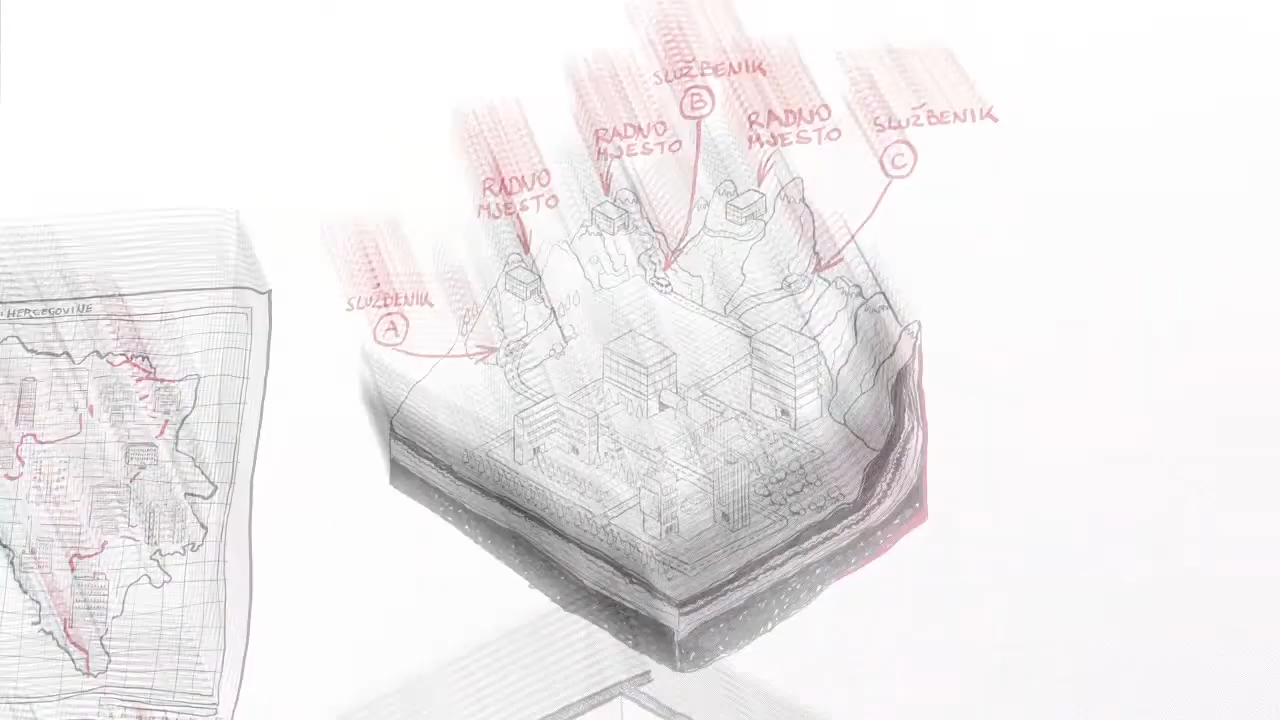 SLUŽBENIK
B
RADNO
MJESTO
RADNO
MJESTO
SLUŽBENIK
C
RADNO
MJESTO
SLUŽBENIK
A
HERCEGOVINE